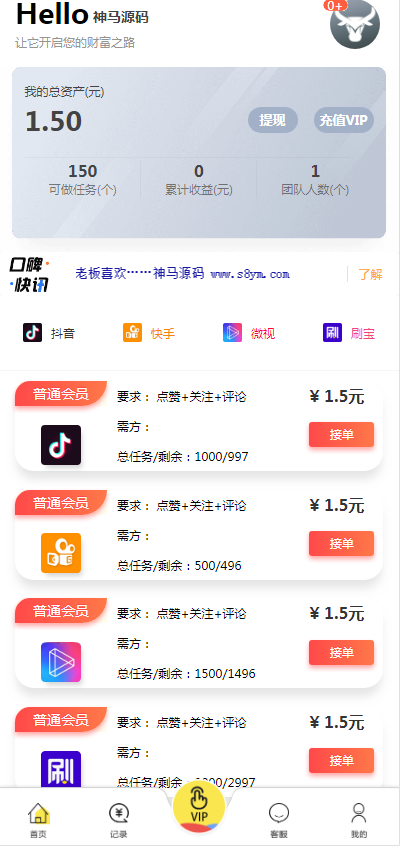 Hello 神马源码
0+
让它开启您的财富之路
我的总资产(元)
1.50
提现
充值VIP
150
0
1
可做任务(个)
累计收益(元)
团队人数(个)
口碑
快讯
老板喜欢……神马源码 www.s8ym.com
了解
抖音
快手
微视
刷宝
普通会员
要求： 点赞+关注+评论
¥ 1.5元
需方：
接单
总任务/剩余：1000/997
普通会员
要求： 点赞+关注+评论
¥ 1.5元
需方：
接单
总任务/剩余：500/496
普通会员
要求： 点赞+关注+评论
¥ 1.5元
需方：
接单
总任务/剩余：1500/1496
普通会员
要求： 点赞+关注+评论
¥ 1.5元
刷
需方：
接单
VIP
首页
记录
客服
我的